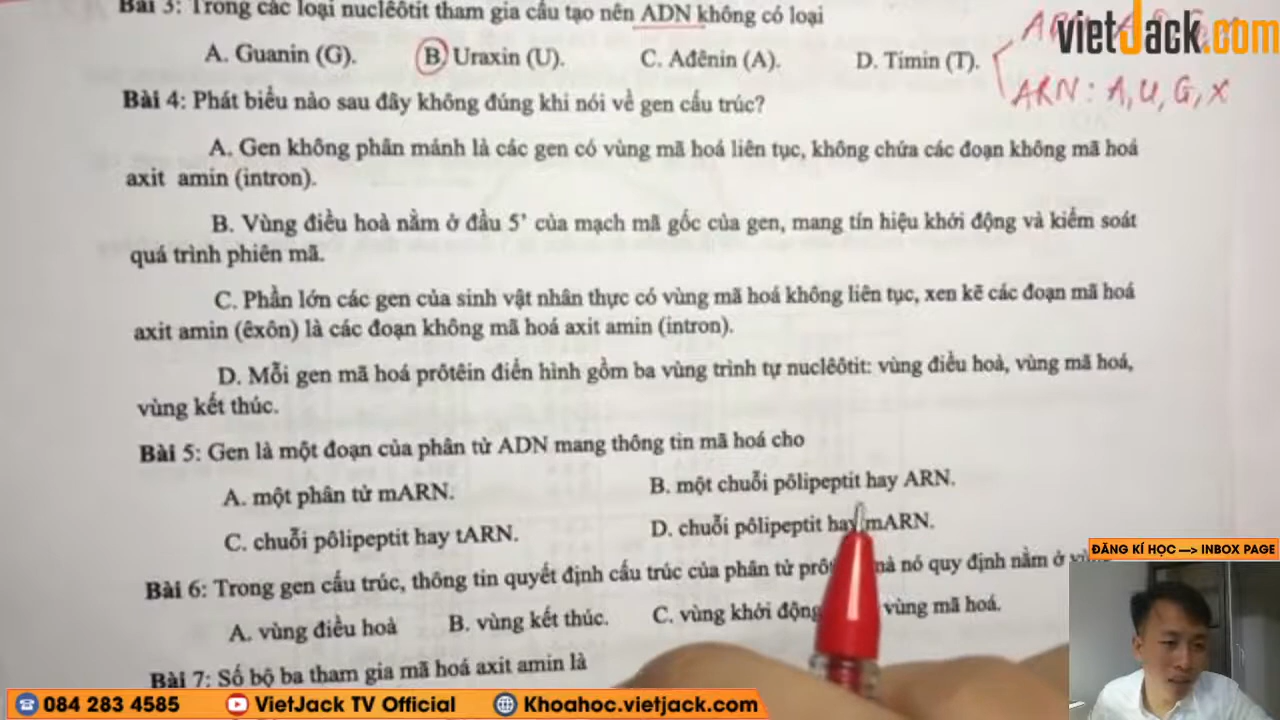 Bài 3: Trong các loại nuclêôtit tham gia cấu tạo nên ADN không có loại
A. Guanin (G). B. Uraxin (U). C. Ađênin (A). D. Timin (T).
vietJack.com
ARN: A, U, G, X
Bài 4: Phát biểu nào sau đây không đúng khi nói về gen cấu trúc?
A. Gen không phân mảnh là các gen có vùng mã hoá liên tục, không chứa các đoạn không mã hoá
axit amin (intron).
B. Vùng điều hoà nằm ở đầu 5' của mạch mã gốc của gen, mang tín hiệu khởi động và kiểm soát
quá trình phiên mã.
C. Phần lớn các gen của sinh vật nhân thực có vùng mã hoá không liên tục, xen kẽ các đoạn mã hoá
axit amin (êxôn) là các đoạn không mã hoá axit amin (intron).
D. Mỗi gen mã hoá prôtêin điển hình gồm ba vùng trình tự nuclêôtit: vùng điều hoà, vùng mã hoá,
vùng kết thúc.
Bài 5: Gen là một đoạn của phân tử ADN mang thông tin mã hoá cho
A. một phân tử mARN. B. một chuỗi pôlipeptit hay ARN.
C. chuỗi pôlipeptit hay tARN. D. chuỗi pôlipeptit hay mARN.
Bài 6: Trong gen cấu trúc, thông tin quyết định cấu trúc của phân tử mà nó quy định nằm ở
A. vùng điều hoà B. vùng kết thúc. C. vùng khởi động vùng mã hoá.
Bài 7: Số bộ ba tham gia mã hoá axit amin là
ĐĂNG KÍ HỌC —> INBOX PAGE
084 283 4585 VietJack TV Official Khoahoc.vietjack.com